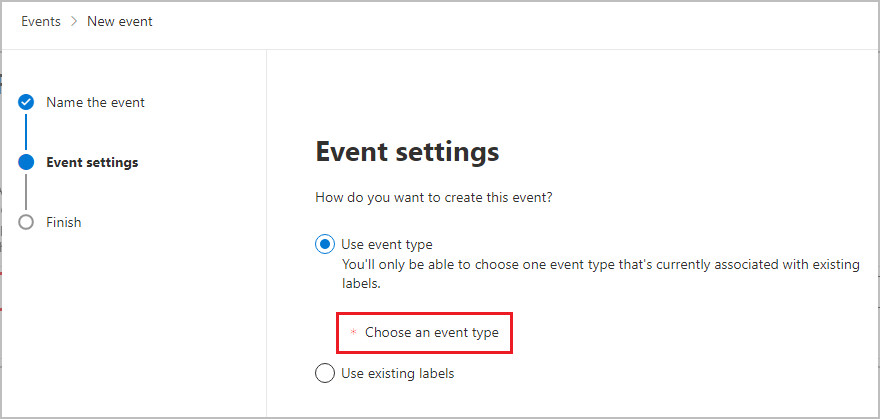 Events > New event
Name the event
Event settings
Finish
Event settings
How do you want to create this event?
Use event type
You'll only be able to choose one event type that's currently associated with existing
labels.
* Choose an event type
Use existing labels